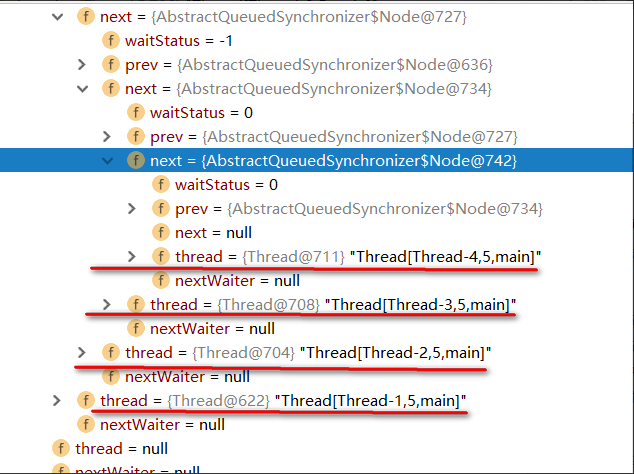 f next = {AbstractQueuedSynchronizer$Node@727}
f waitStatus = -1
f prev = {AbstractQueuedSynchronizer$Node@636}
f next = {AbstractQueuedSynchronizer$Node@734}
f waitStatus = 0
f prev = {AbstractQueuedSynchronizer$Node@727}
f next = {AbstractQueuedSynchronizer$Node@742}
f waitStatus = 0
f prev = {AbstractQueuedSynchronizer$Node@734}
f next = null
f thread = {Thread@711} "Thread[Thread-4,5,main]"
f nextWaiter = null
f thread = {Thread@708} "Thread[Thread-3,5,main]"
f nextWaiter = null
f thread = {Thread@704} "Thread[Thread-2,5,main]"
f nextWaiter = null
f thread = {Thread@622} "Thread[Thread-1,5,main]"
f nextWaiter = null
f thread = null
f nextWaiter = null